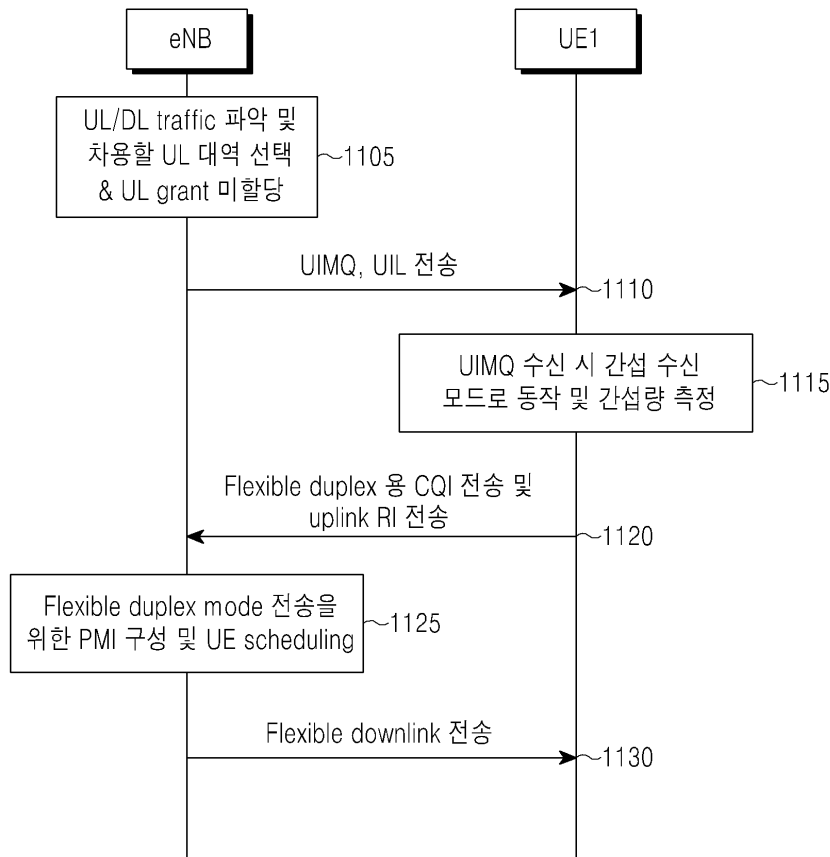 eNB
UE1
UL/DL traffic 파악 및
차용할 UL 대역 선택
& UL grant 미할당
1105
UIMQ, UIL 전송
1110
UIMQ 수신 시 간섭 수신
모드로 동작 및 간섭량 측정
1115
Flexible duplex 용 CQI 전송 및
uplink RI 전송
1120
Flexible duplex mode 전송을
위한 PMI 구성 및 UE scheduling
1125
Flexible downlink 전송
1130